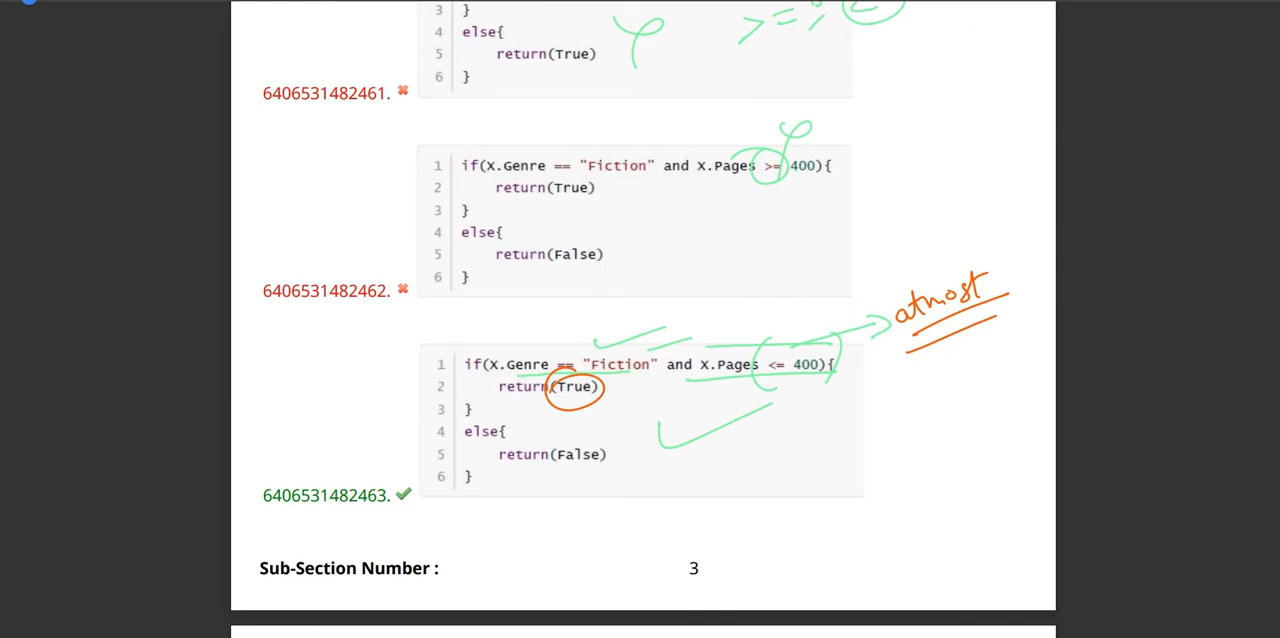 3 }
4 else{
5 return(True)
6 }
>=
6406531482461.
1 if(X.Genre == "Fiction" and X.Pages >= 400){
2 return(True)
3 }
4 else{
5 return(False)
6 }
6406531482462.
atmost
1 if(X.Genre == "Fiction" and X.Pages <= 400){
2 return(True)
3 }
4 else{
5 return(False)
6 }
6406531482463.
Sub-Section Number : 3